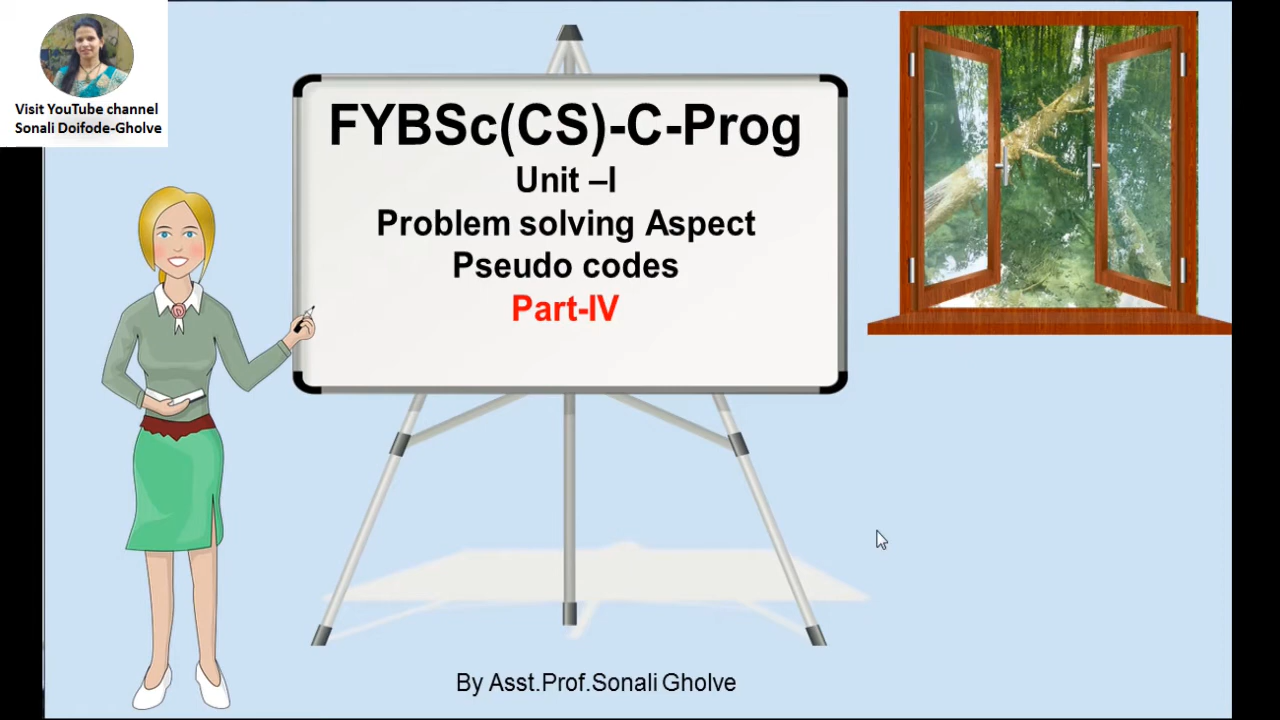 Visit YouTube channel
Sonali Doifode-Gholve
FYBSc(CS)-C-Prog
Unit –I
Problem solving Aspect
Pseudo codes
Part-IV
By Asst.Prof.Sonali Gholve